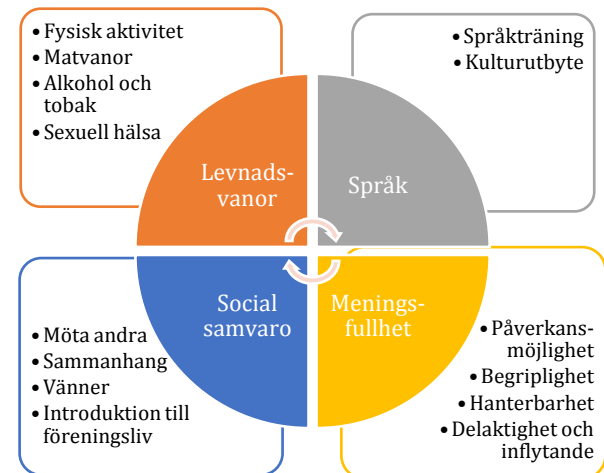 • Fysisk aktivitet
• Matvanor
• Alkohol och
tobak
• Sexuell hälsa
• Språkträning
• Kulturutbyte
Levnads-
vanor
Språk
Social
samvaro
Menings-
fullhet
• Möta andra
• Sammanhang
• Vänner
• Introduktion till
föreningsliv
• Påverkans-
möjlighet
• Begriplighet
• Hanterbarhet
• Delaktighet och
inflytande